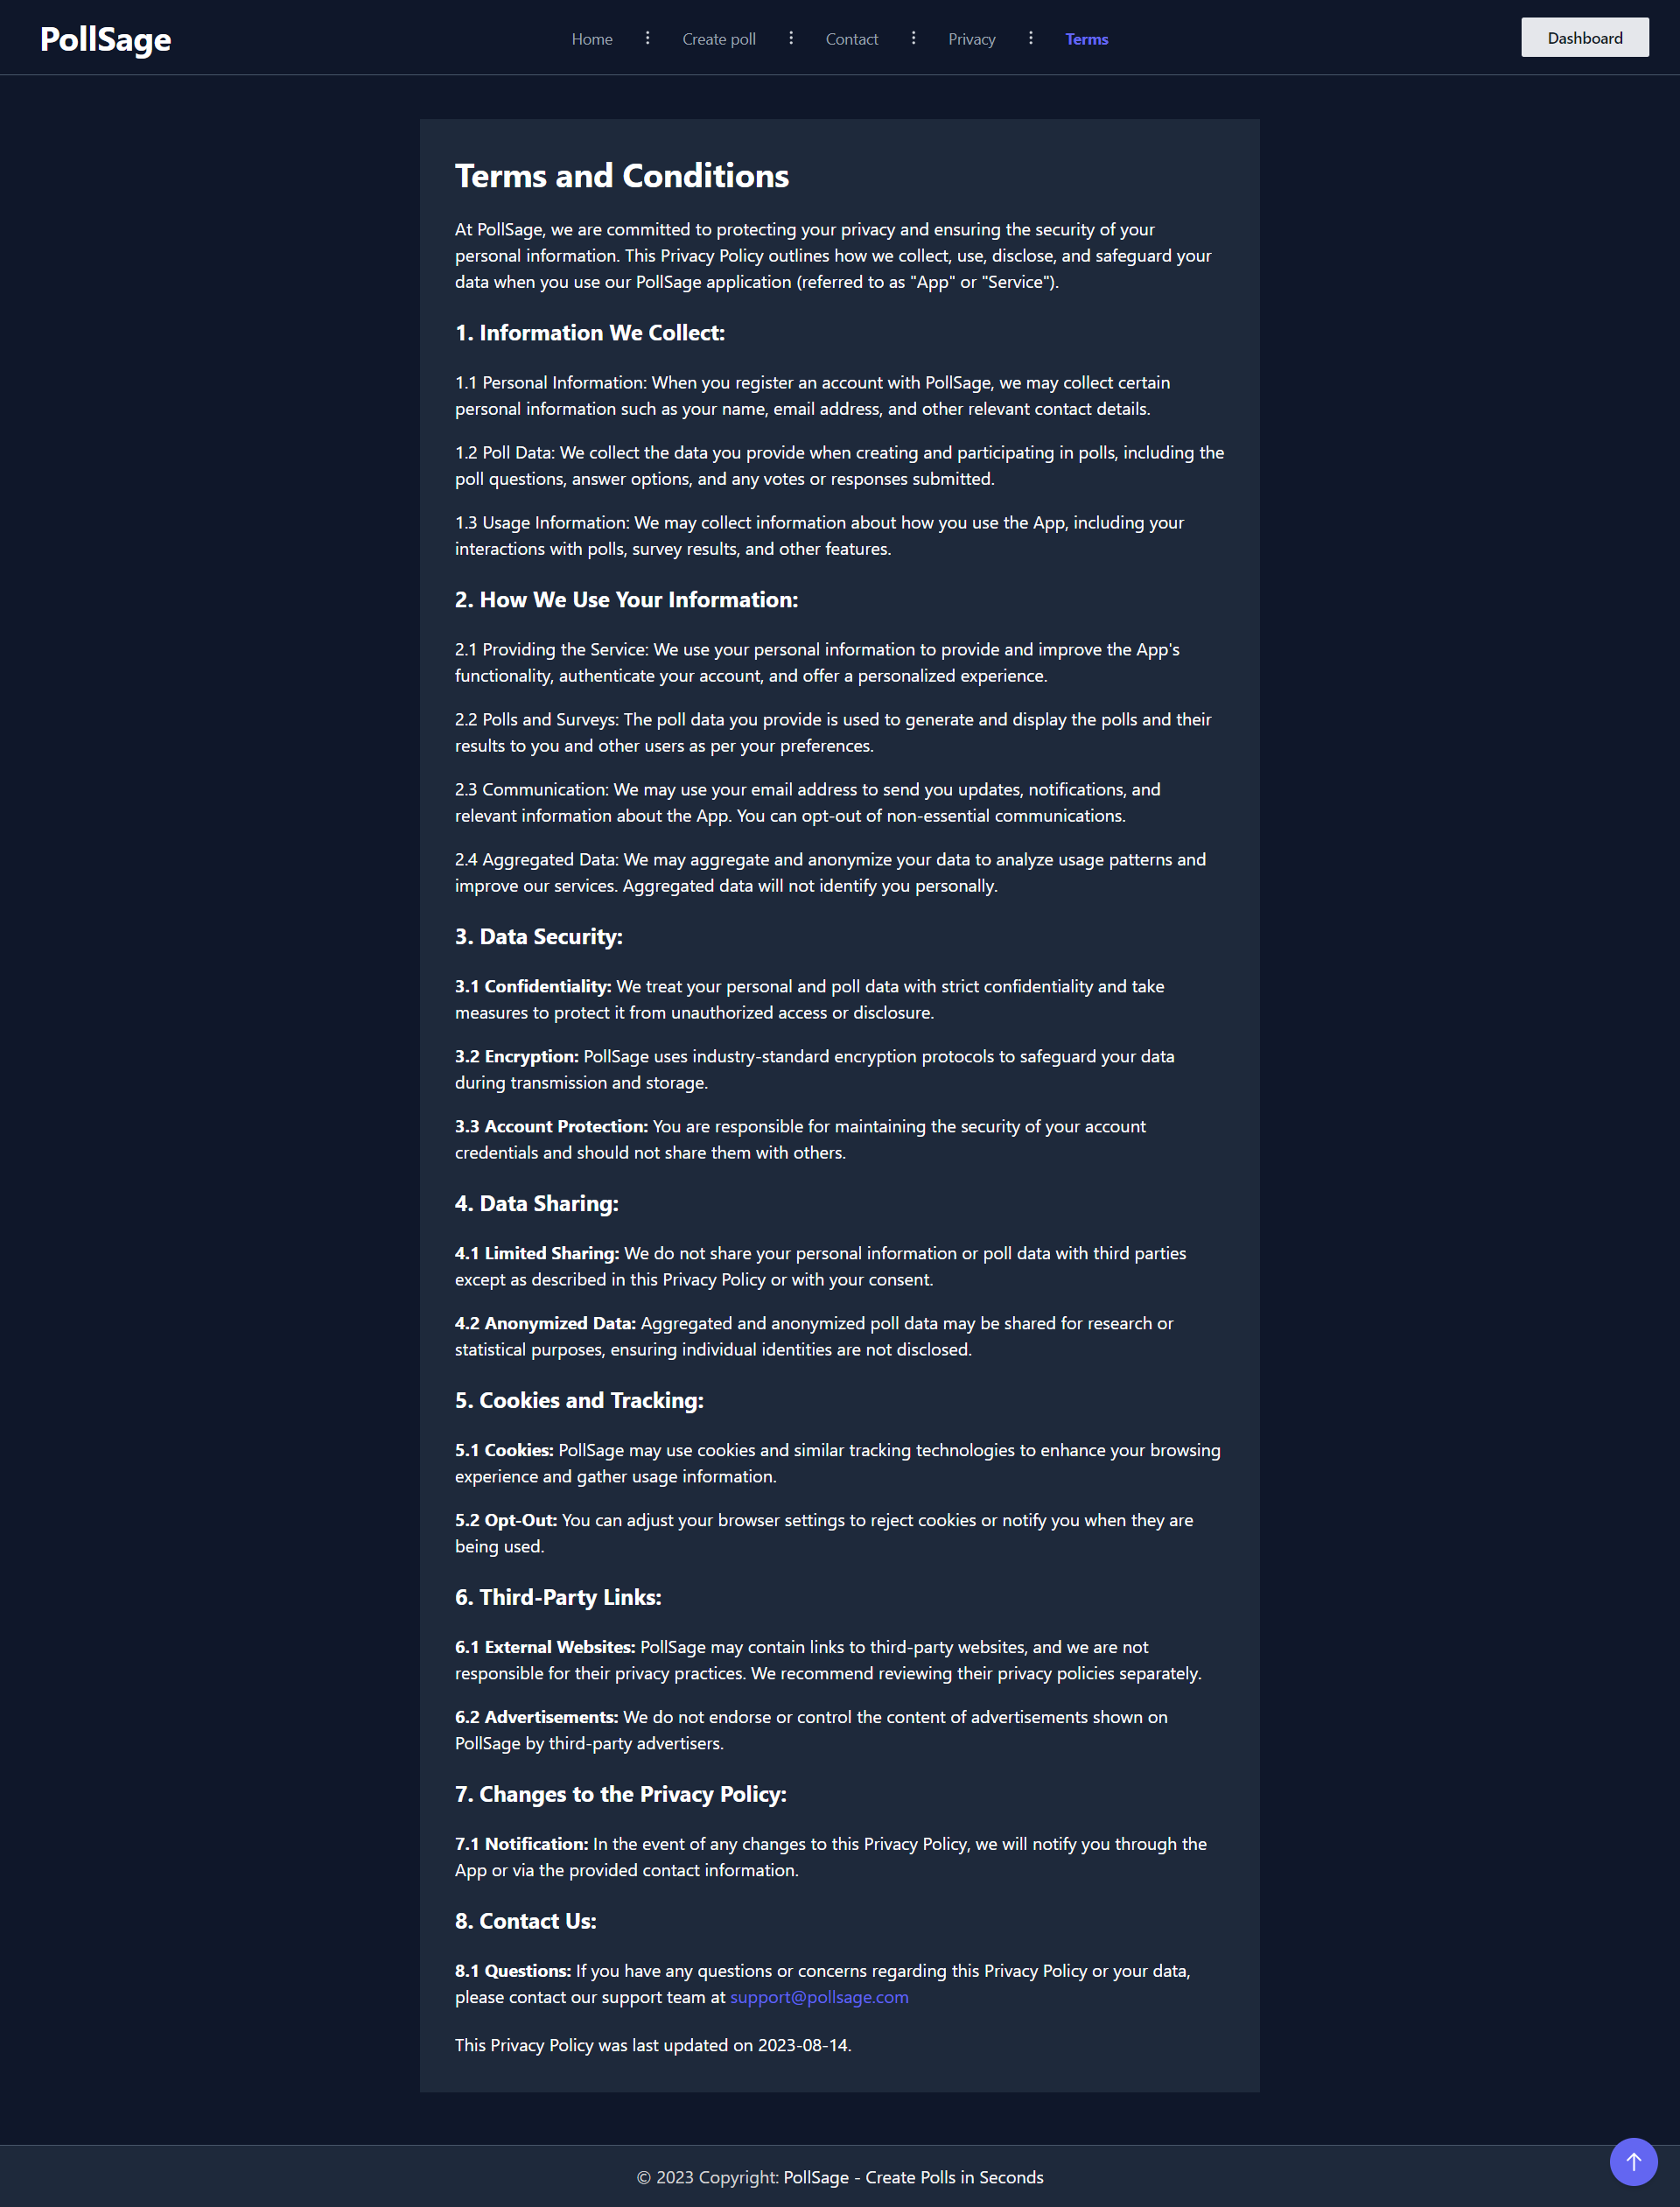 PollSage
Home
Create poll
Contact
Privacy
Terms
Dashboard
Terms and Conditions
At PollSage, we are committed to protecting your privacy and ensuring the security of your
personal information. This Privacy Policy outlines how we collect, use, disclose, and safeguard your
data when you use our PollSage application (referred to as "App" or "Service").
1. Information We Collect:
1.1 Personal Information: When you register an account with PollSage, we may collect certain
personal information such as your name, email address, and other relevant contact details.
1.2 Poll Data: We collect the data you provide when creating and participating in polls, including the
poll questions, answer options, and any votes or responses submitted.
1.3 Usage Information: We may collect information about how you use the App, including your
interactions with polls, survey results, and other features.
2. How We Use Your Information:
2.1 Providing the Service: We use your personal information to provide and improve the App's
functionality, authenticate your account, and offer a personalized experience.
2.2 Polls and Surveys: The poll data you provide is used to generate and display the polls and their
results to you and other users as per your preferences.
2.3 Communication: We may use your email address to send you updates, notifications, and
relevant information about the App. You can opt-out of non-essential communications.
2.4 Aggregated Data: We may aggregate and anonymize your data to analyze usage patterns and
improve our services. Aggregated data will not identify you personally.
3. Data Security:
3.1 Confidentiality: We treat your personal and poll data with strict confidentiality and take
measures to protect it from unauthorized access or disclosure.
3.2 Encryption: PollSage uses industry-standard encryption protocols to safeguard your data
during transmission and storage.
3.3 Account Protection: You are responsible for maintaining the security of your account
credentials and should not share them with others.
4. Data Sharing:
4.1 Limited Sharing: We do not share your personal information or poll data with third parties
except as described in this Privacy Policy or with your consent.
4.2 Anonymized Data: Aggregated and anonymized poll data may be shared for research or
statistical purposes, ensuring individual identities are not disclosed.
5. Cookies and Tracking:
5.1 Cookies: PollSage may use cookies and similar tracking technologies to enhance your browsing
experience and gather usage information.
5.2 Opt-Out: You can adjust your browser settings to reject cookies or notify you when they are
being used.
6. Third-Party Links:
6.1 External Websites: PollSage may contain links to third-party websites, and we are not
responsible for their privacy practices. We recommend reviewing their privacy policies separately.
6.2 Advertisements: We do not endorse or control the content of advertisements shown on
PollSage by third-party advertisers.
7. Changes to the Privacy Policy:
7.1 Notification: In the event of any changes to this Privacy Policy, we will notify you through the
App or via the provided contact information.
8. Contact Us:
8.1 Questions: If you have any questions or concerns regarding this Privacy Policy or your data,
please contact our support team at support@pollsage.com
This Privacy Policy was last updated on 2023-08-14.
© 2023 Copyright: PollSage - Create Polls in Seconds